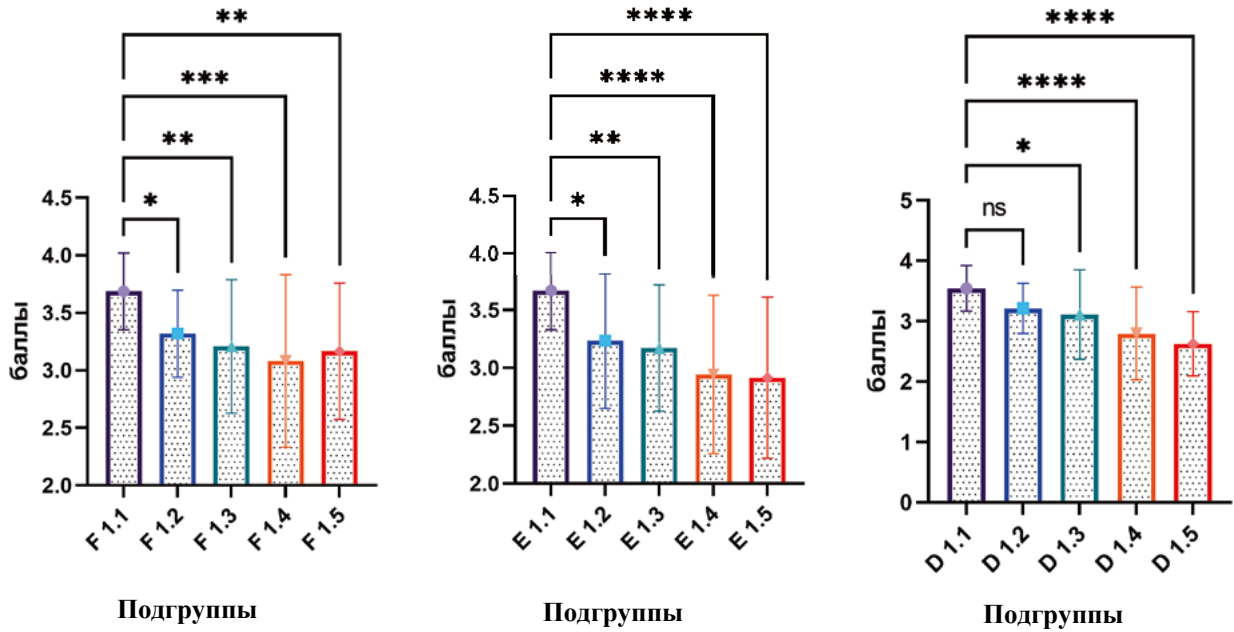 **
***
**
*
4.5
4.0
3.5
3.0
2.5
2.0
баллы
F 1.1
F 1.2
F 1.3
F 1.4
F 1.5
Подгруппы
****
****
**
*
4.5
4.0
3.5
3.0
2.5
2.0
баллы
E 1.1
E 1.2
E 1.3
E 1.4
E 1.5
Подгруппы
****
****
*
ns
5
4
3
2
1
0
баллы
D 1.1
D 1.2
D 1.3
D 1.4
D 1.5
Подгруппы